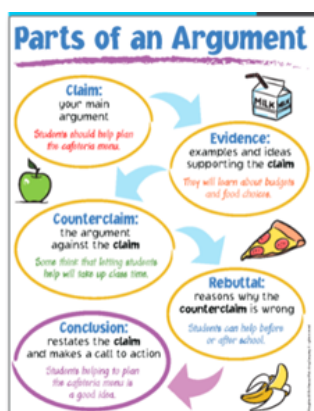 Parts of an Argument
Claim:
your main
argument
Students should help plan
the cafeteria menu.
MILK
Evidence:
examples and ideas
supporting the claim
They will learn about budgets
and food choices.
Counterclaim:
the argument
against the claim
Some think that letting students
help will take up class time.
Rebuttal:
reasons why the
counterclaim is wrong
Students can help before
or after school.
Conclusion:
restates the claim
and makes a call to action
Students helping to plan
the cafeteria menu is
a good idea.